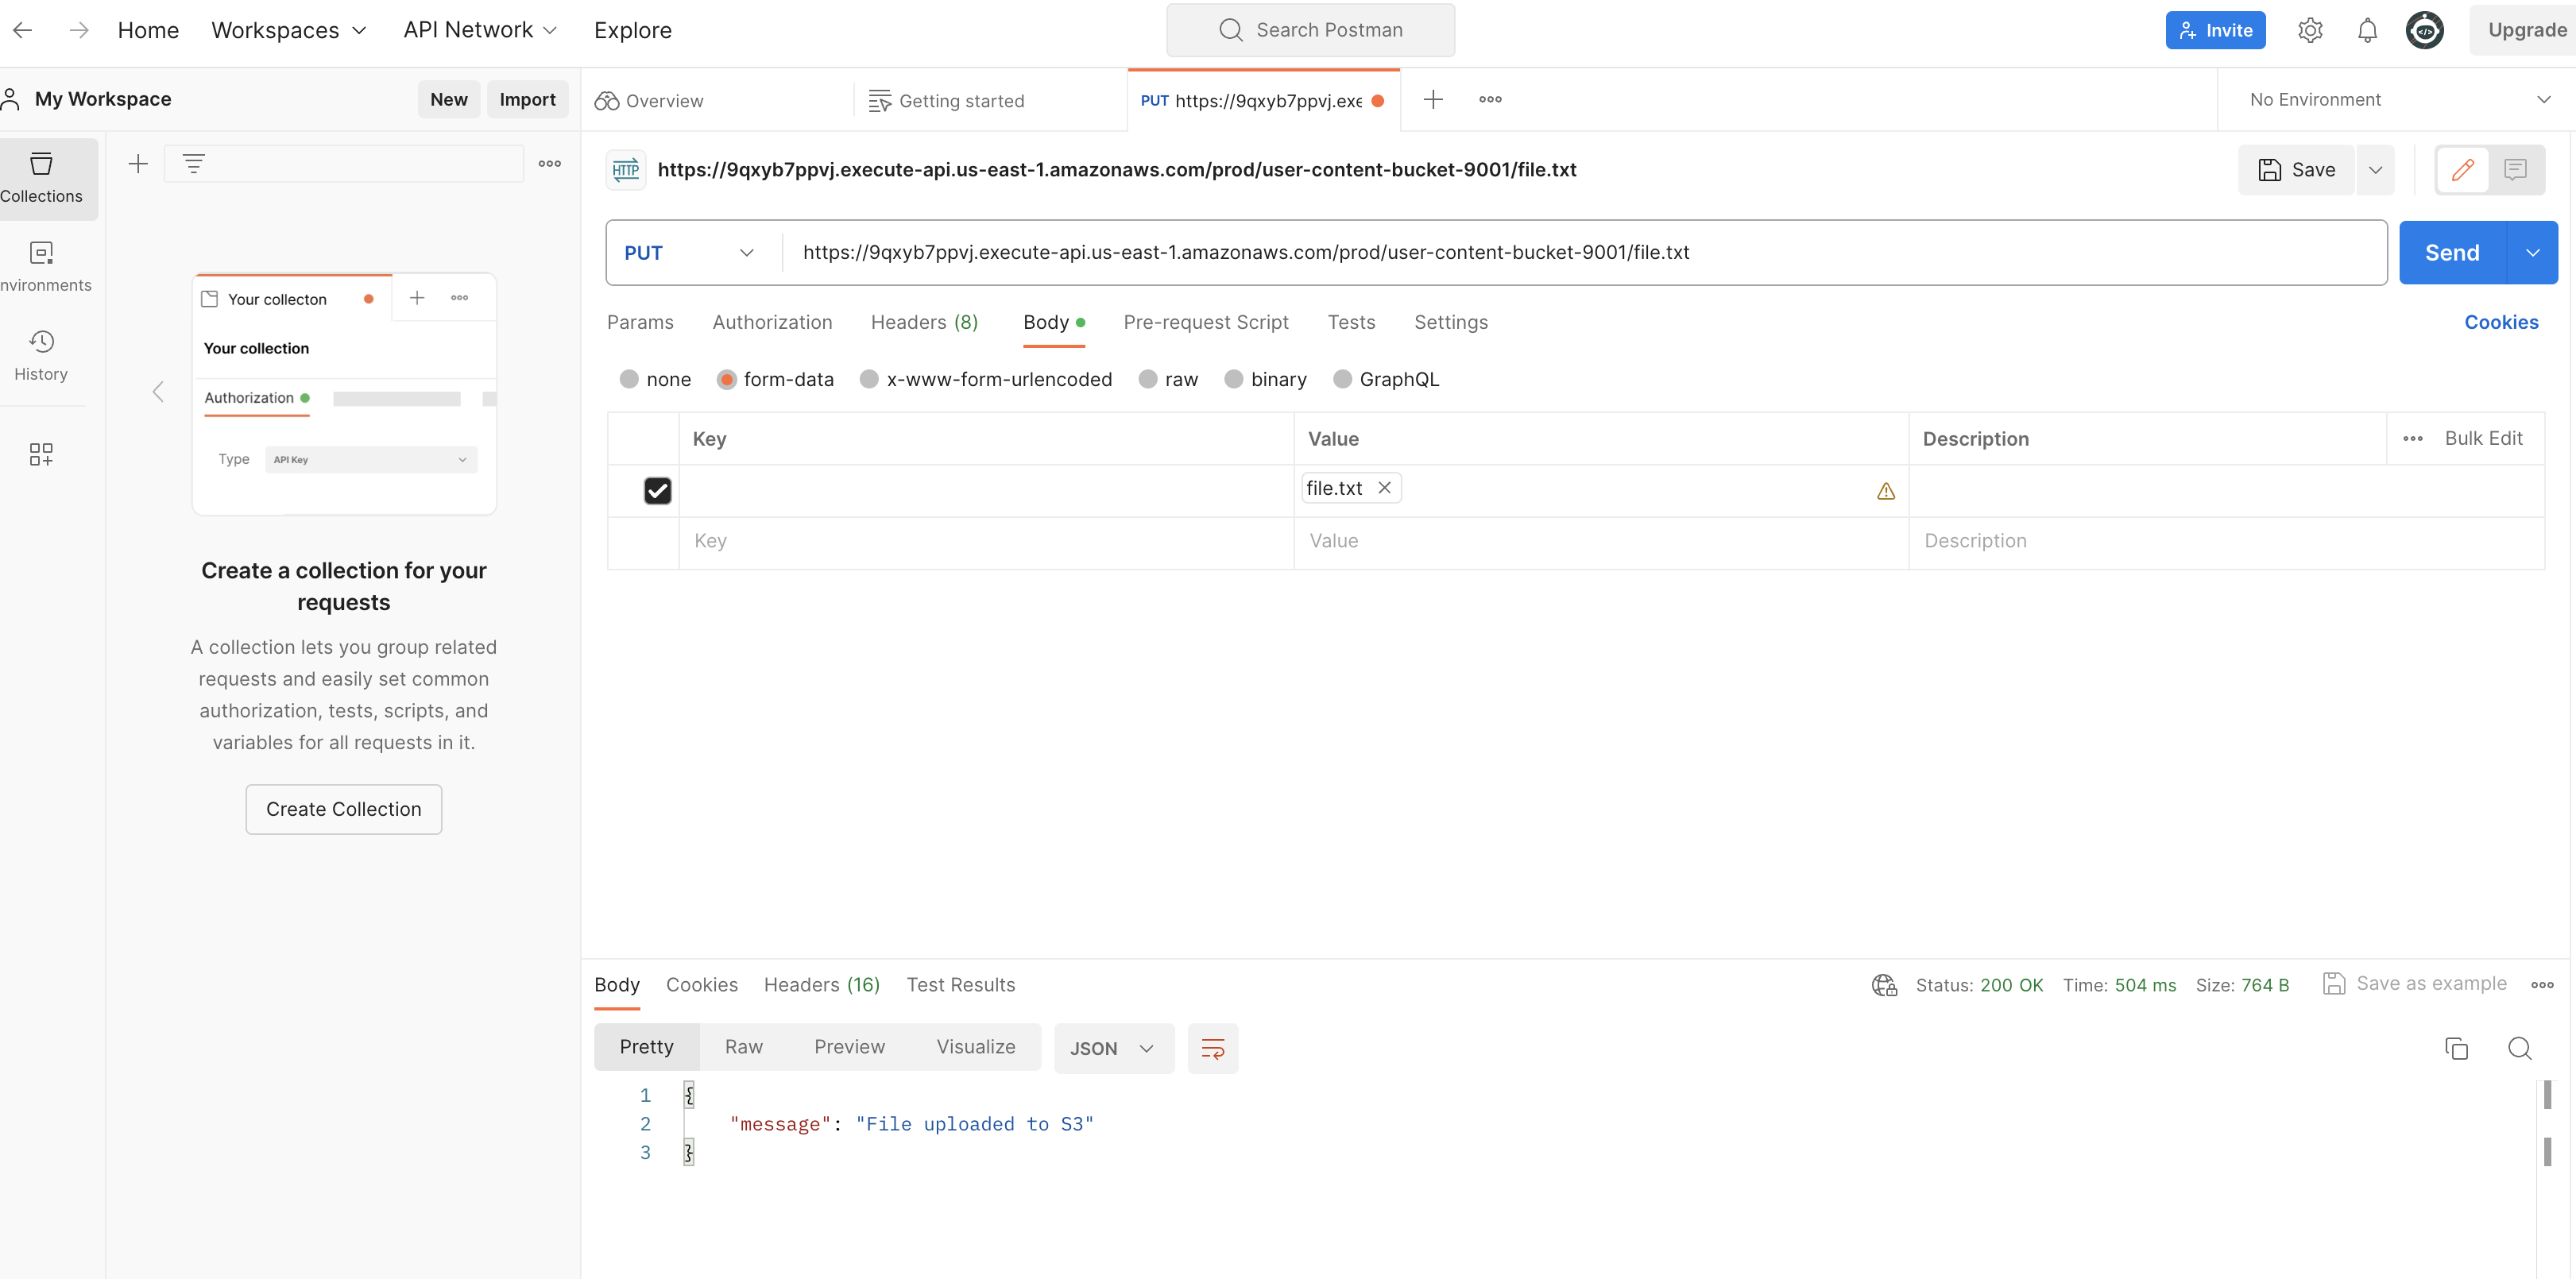 Home Workspaces API Network Explore Search Postman Invite Upgrade
My Workspace New Import Overview Getting started PUT https://9qxyb7ppvj.exe No Environment
Collections
nvironments
History
Your collecton
Your collection
Authorization
Type API Key
Create a collection for your
requests
A collection lets you group related
requests and easily set common
authorization, tests, scripts, and
variables for all requests in it.
Create Collection
HTTP https://9qxyb7ppvj.execute-api.us-east-1.amazonaws.com/prod/user-content-bucket-9001/file.txt Save
PUT https://9qxyb7ppvj.execute-api.us-east-1.amazonaws.com/prod/user-content-bucket-9001/file.txt Send
Params Authorization Headers (8) Body Pre-request Script Tests Settings Cookies
none form-data x-www-form-urlencoded raw binary GraphQL
Key Value Description Bulk Edit
file.txt
Key Value Description
Body Cookies Headers (16) Test Results Status: 200 OK Time: 504 ms Size: 764 B Save as example
Pretty Raw Preview Visualize JSON
1 {
2 "message": "File uploaded to S3"
3 }